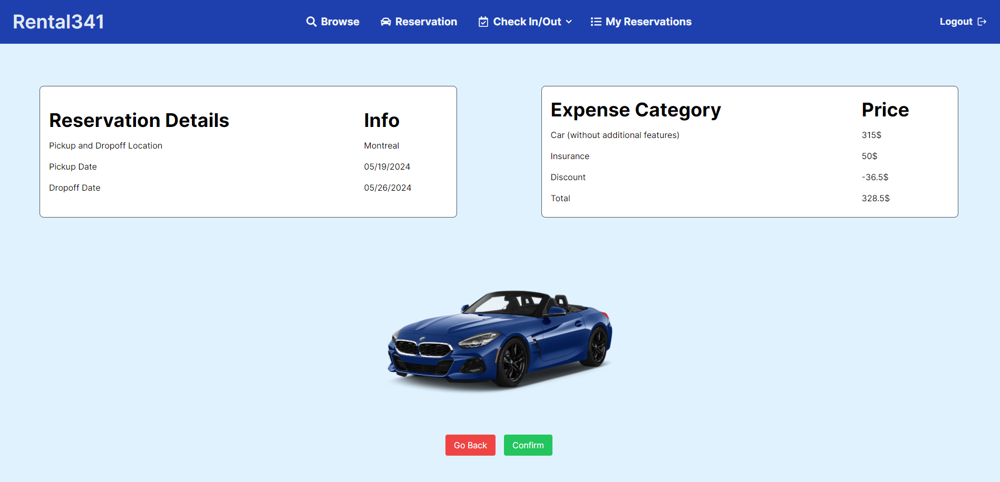 Rental341
Browse
Reservation
Check In/Out
My Reservations
Logout
Reservation Details Info
Pickup and Dropoff Location Montreal
Pickup Date 05/19/2024
Dropoff Date 05/26/2024
Expense Category Price
Car (without additional features) 315$
Insurance 50$
Discount -36.5$
Total 328.5$
Go Back
Confirm